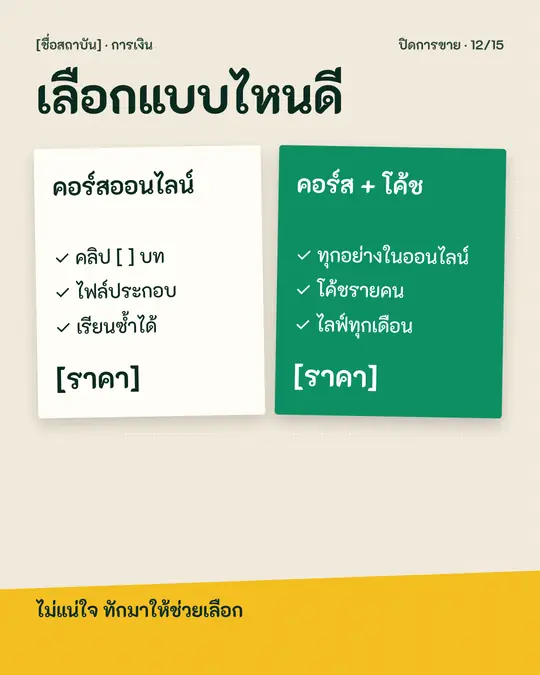 [ชื่อสถาบัน] · การเงิน
ปิดการขาย · 12/15
เลือกแบบไหนดี
คอร์สออนไลน์
✓ คลิป [ ] บท
✓ ไฟล์ประกอบ
✓ เรียนซ้ำได้
[ราคา]
คอร์ส + โค้ช
✓ ทุกอย่างในออนไลน์
✓ โค้ชรายคน
✓ ไลฟ์ทุกเดือน
[ราคา]
ไม่แน่ใจ ทักมาให้ช่วยเลือก